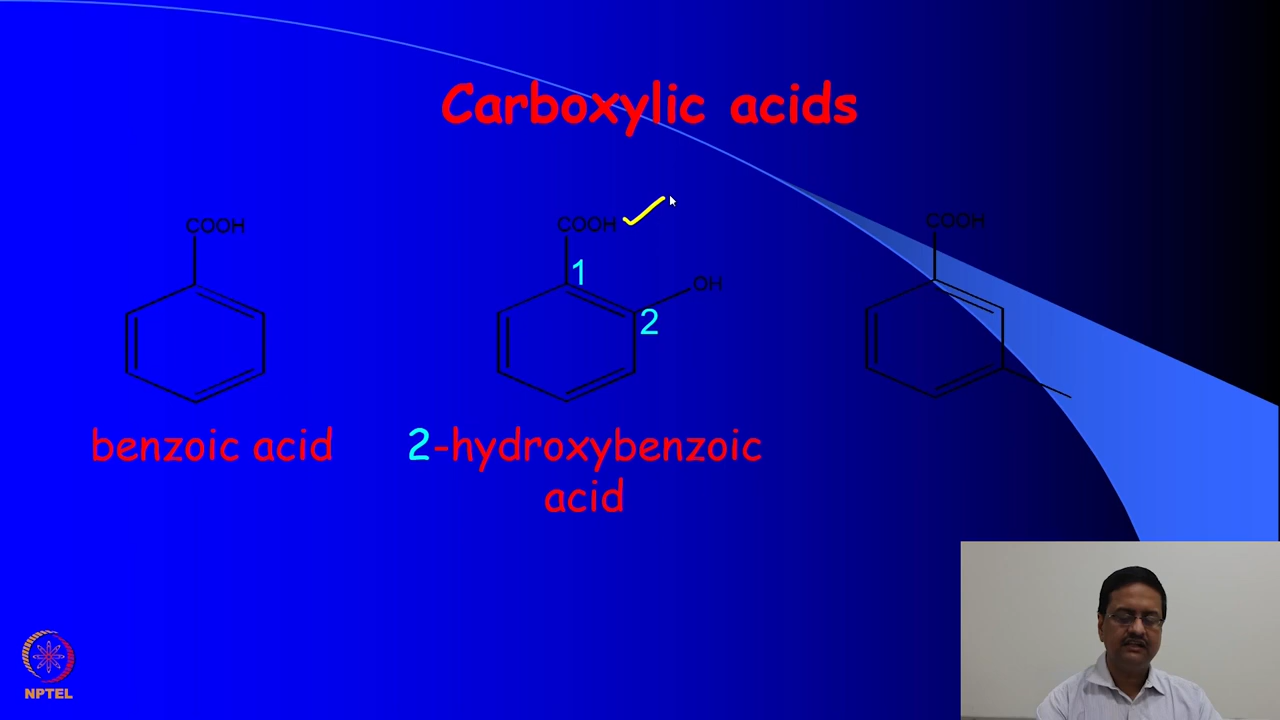 Carboxylic acids
COOH
COOH
COOH
1
OH
2
benzoic acid
2-hydroxybenzoic
acid
NPTEL